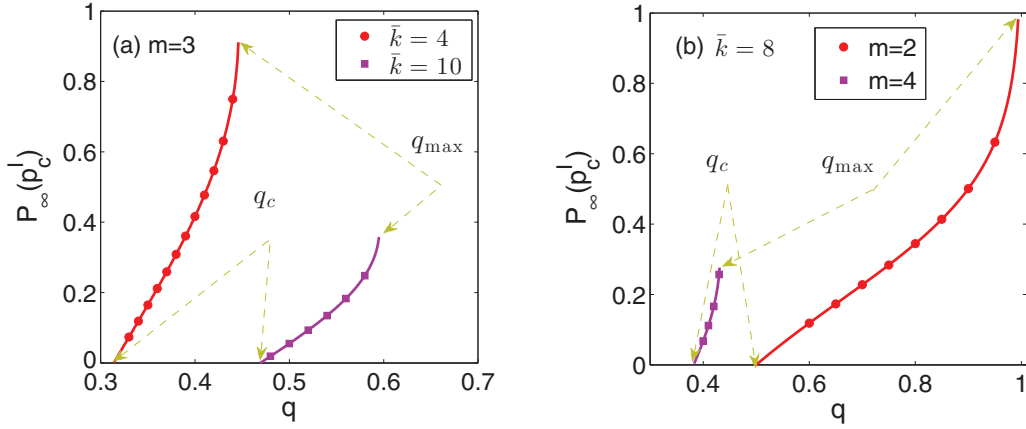 (a) m=3
k̄ = 4
k̄ = 10
q_max
q_c
P_∞(p_c^I)
1
0.8
0.6
0.4
0.2
0
0.3 0.4 0.5 0.6 0.7
q
(b) k̄ = 8
m=2
m=4
q_c
q_max
P_∞(p_c^I)
1
0.8
0.6
0.4
0.2
0
0.4 0.6 0.8 1
q